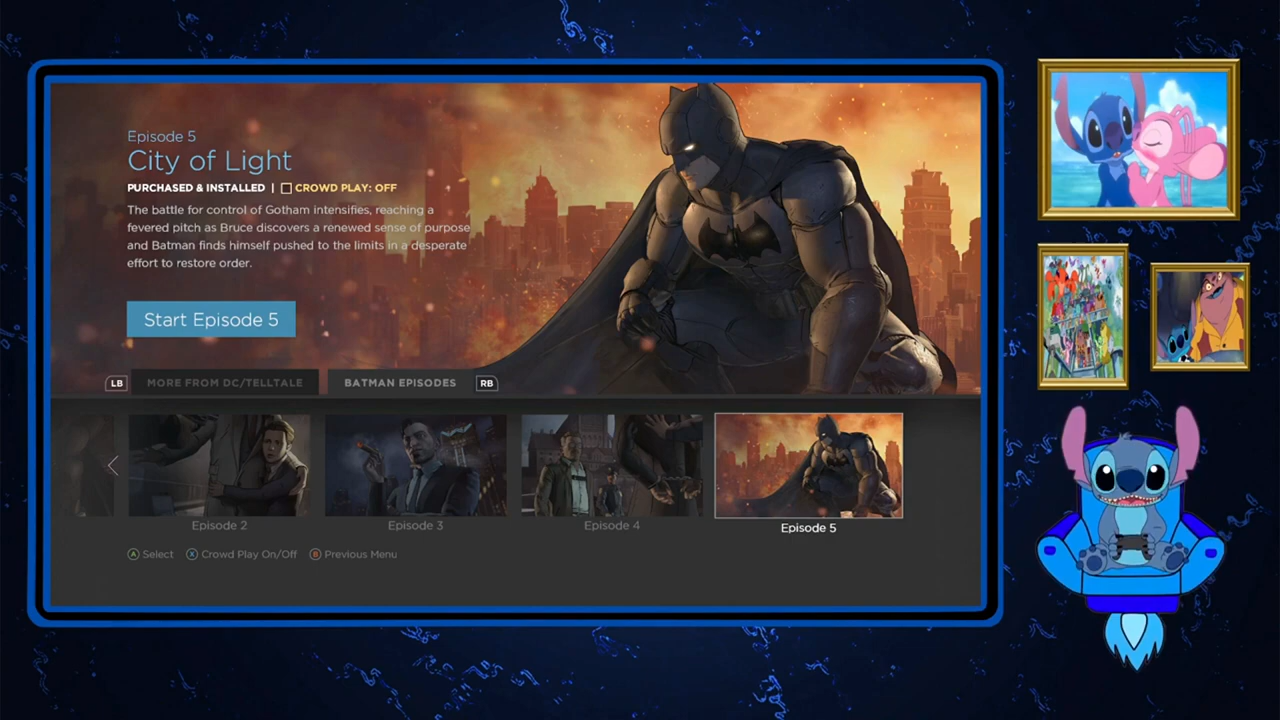 Episode 5
City of Light
PURCHASED & INSTALLED | CROWD PLAY: OFF
The battle for control of Gotham intensifies, reaching a
fevered pitch as Bruce discovers a renewed sense of purpose
and Batman finds himself pushed to the limits in a desperate
effort to restore order.
Start Episode 5
LB MORE FROM DC/TELLTALE BATMAN EPISODES RB
Episode 2 Episode 3 Episode 4 Episode 5
A Select X Crowd Play On/Off B Previous Menu